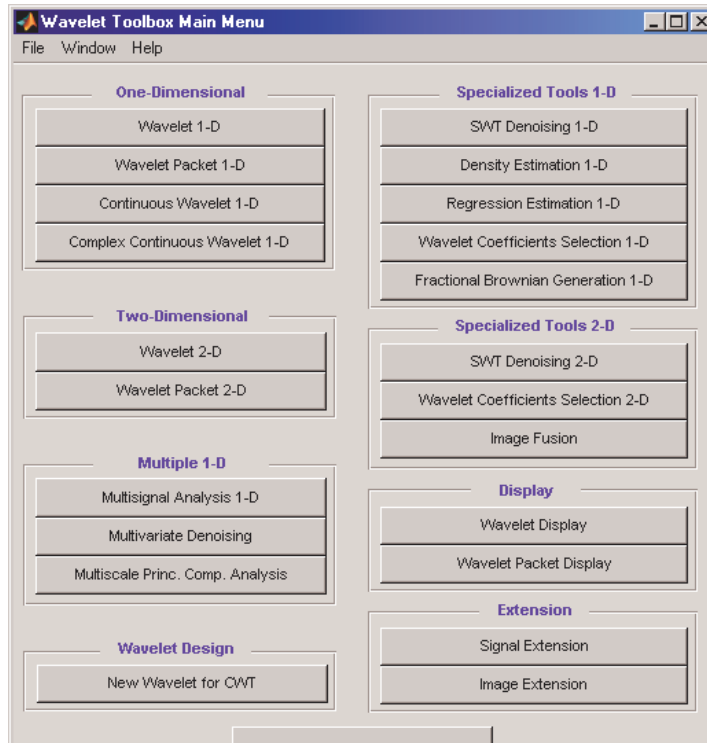 Wavelet Toolbox Main Menu
File Window Help
One-Dimensional
Wavelet 1-D
Wavelet Packet 1-D
Continuous Wavelet 1-D
Complex Continuous Wavelet 1-D
Two-Dimensional
Wavelet 2-D
Wavelet Packet 2-D
Multiple 1-D
Multisignal Analysis 1-D
Multivariate Denoising
Multiscale Princ. Comp. Analysis
Wavelet Design
New Wavelet for CWT
Specialized Tools 1-D
SWT Denoising 1-D
Density Estimation 1-D
Regression Estimation 1-D
Wavelet Coefficients Selection 1-D
Fractional Brownian Generation 1-D
Specialized Tools 2-D
SWT Denoising 2-D
Wavelet Coefficients Selection 2-D
Image Fusion
Display
Wavelet Display
Wavelet Packet Display
Extension
Signal Extension
Image Extension